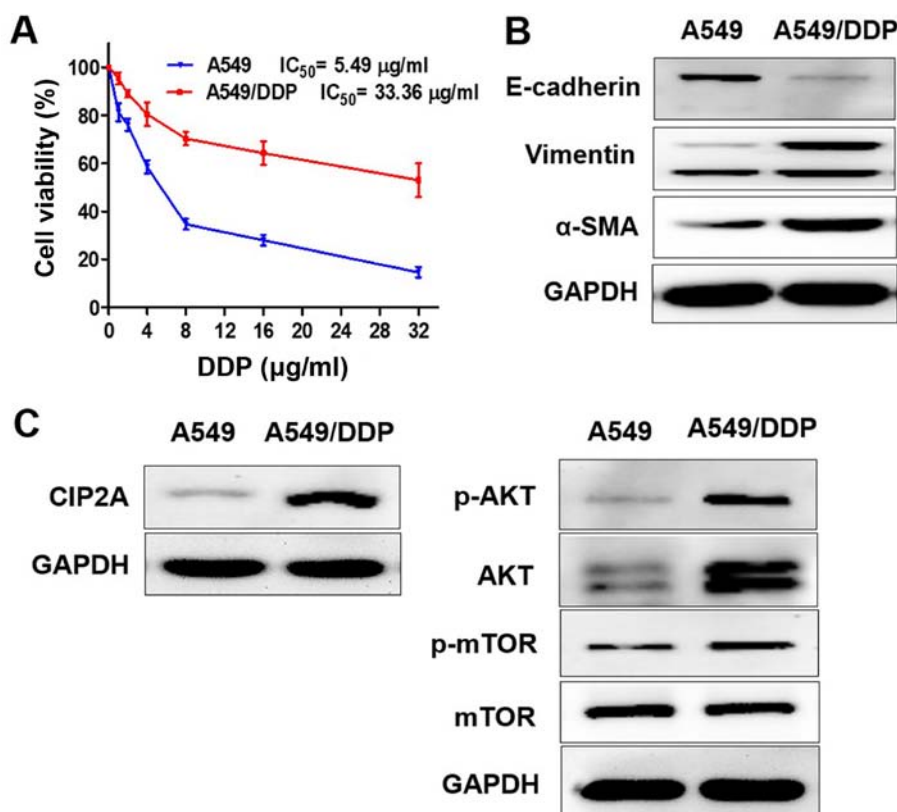 A
A549 IC50= 5.49 µg/ml
A549/DDP IC50= 33.36 µg/ml
Cell viability (%)
100
80
60
40
20
0
0 4 8 12 16 20 24 28 32
DDP (µg/ml)
B
A549 A549/DDP
E-cadherin
Vimentin
α-SMA
GAPDH
C
A549 A549/DDP
CIP2A
GAPDH
A549 A549/DDP
p-AKT
AKT
p-mTOR
mTOR
GAPDH